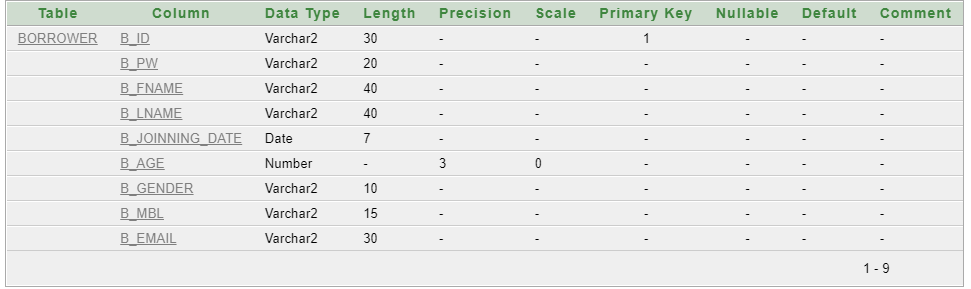 Table Column Data Type Length Precision Scale Primary Key Nullable Default Comment
BORROWER B_ID Varchar2 30 - - 1 - - -
B_PW Varchar2 20 - - - - - -
B_FNAME Varchar2 40 - - - - - -
B_LNAME Varchar2 40 - - - - - -
B_JOINNING_DATE Date 7 - - - - - -
B_AGE Number - 3 0 - - - -
B_GENDER Varchar2 10 - - - - - -
B_MBL Varchar2 15 - - - - - -
B_EMAIL Varchar2 30 - - - - - -
1 - 9